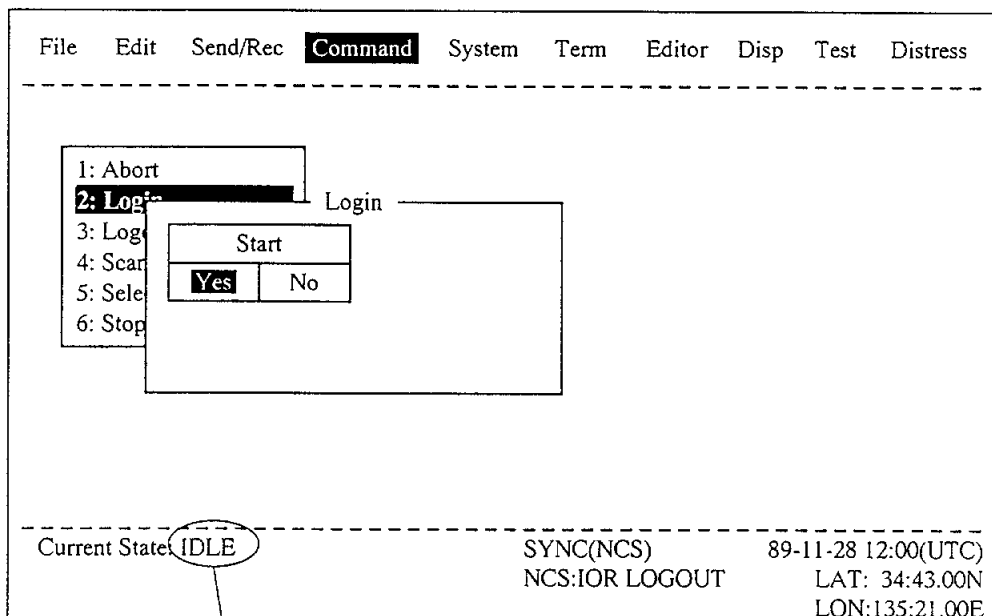 File Edit Send/Rec Command System Term Editor Disp Test Distress
1: Abort
2: Login
Login
3: Log
Start
4: Scan
Yes No
5: Sele
6: Stop
Current State: IDLE SYNC(NCS) 89-11-28 12:00(UTC)
NCS:IOR LOGOUT LAT: 34:43.00N
LON:135:21.00E